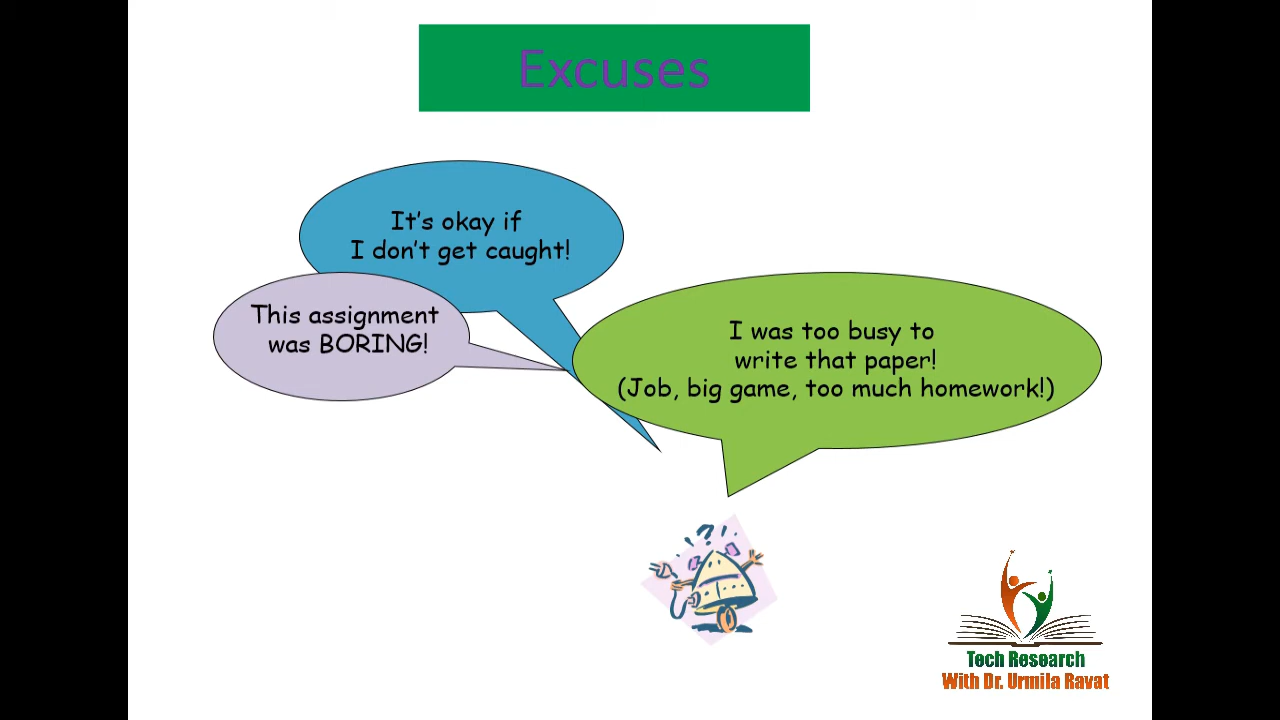 Excuses
It's okay if
I don't get caught!
This assignment
was BORING!
I was too busy to
write that paper!
(Job, big game, too much homework!)
?
Tech Research
With Dr. Urmila Ravat